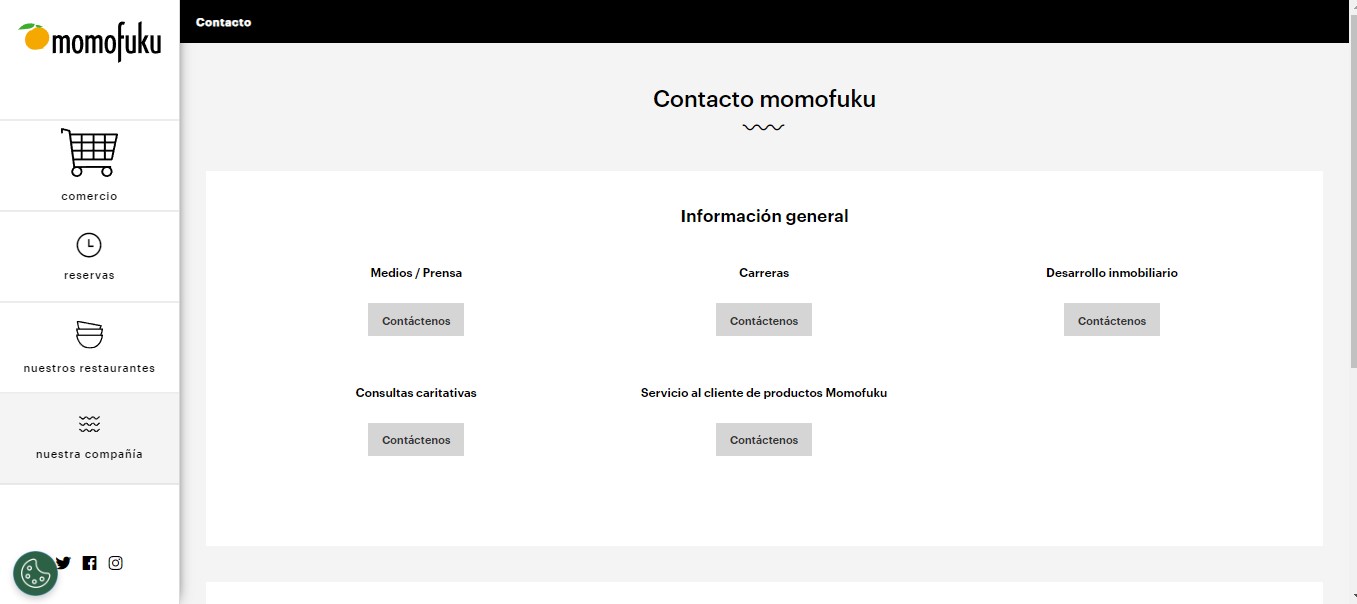 momofuku
Contacto
comercio
reservas
nuestros restaurantes
nuestra compañía
Contacto momofuku
Información general
Medios / Prensa
Contáctenos
Carreras
Contáctenos
Desarrollo inmobiliario
Contáctenos
Consultas caritativas
Contáctenos
Servicio al cliente de productos Momofuku
Contáctenos